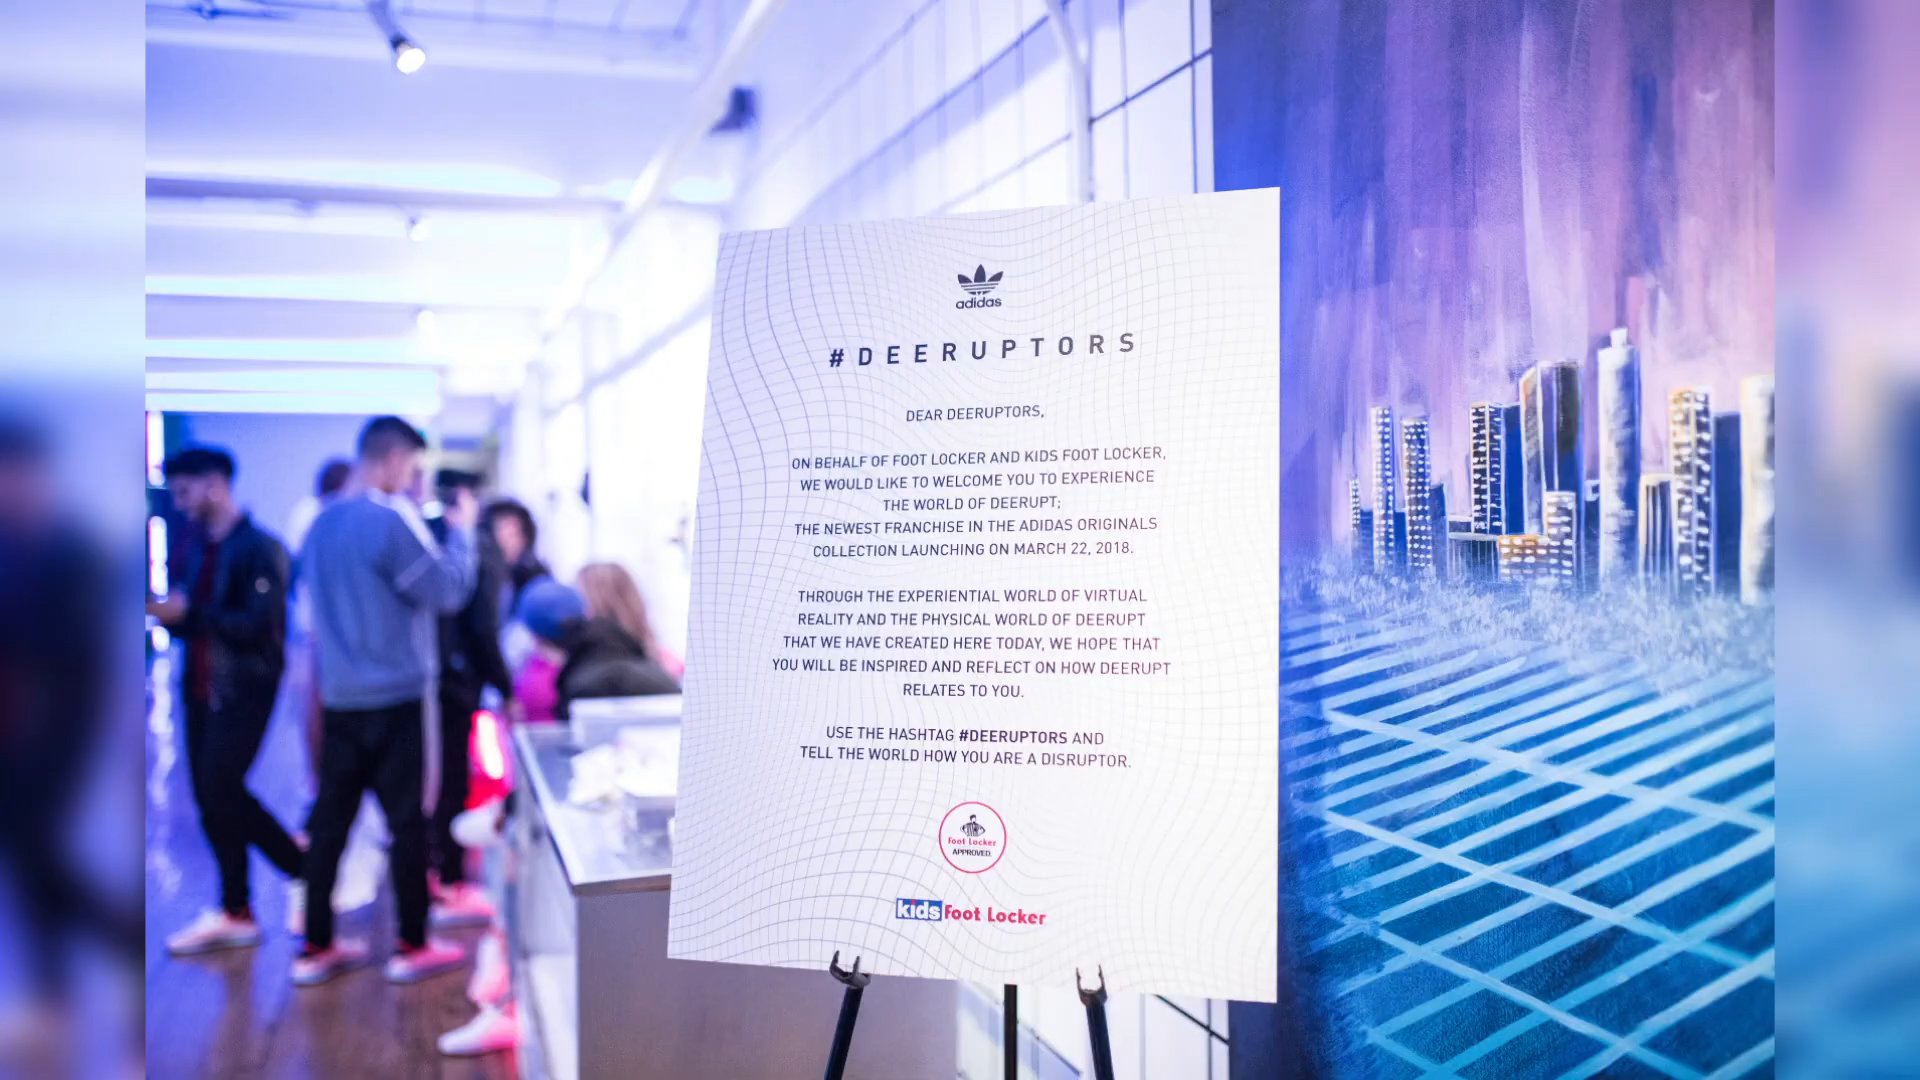 adidas
#DEERUPTORS
DEAR DEERUPTORS,
ON BEHALF OF FOOT LOCKER AND KIDS FOOT LOCKER,
WE WOULD LIKE TO WELCOME YOU TO EXPERIENCE
THE WORLD OF DEERUPT;
THE NEWEST FRANCHISE IN THE ADIDAS ORIGINALS
COLLECTION LAUNCHING ON MARCH 22, 2018.
THROUGH THE EXPERIENTIAL WORLD OF VIRTUAL
REALITY AND THE PHYSICAL WORLD OF DEERUPT
THAT WE HAVE CREATED HERE TODAY, WE HOPE THAT
YOU WILL BE INSPIRED AND REFLECT ON HOW DEERUPT
RELATES TO YOU.
USE THE HASHTAG #DEERUPTORS AND
TELL THE WORLD HOW YOU ARE A DISRUPTOR.
Foot Locker
APPROVED.
kids Foot Locker